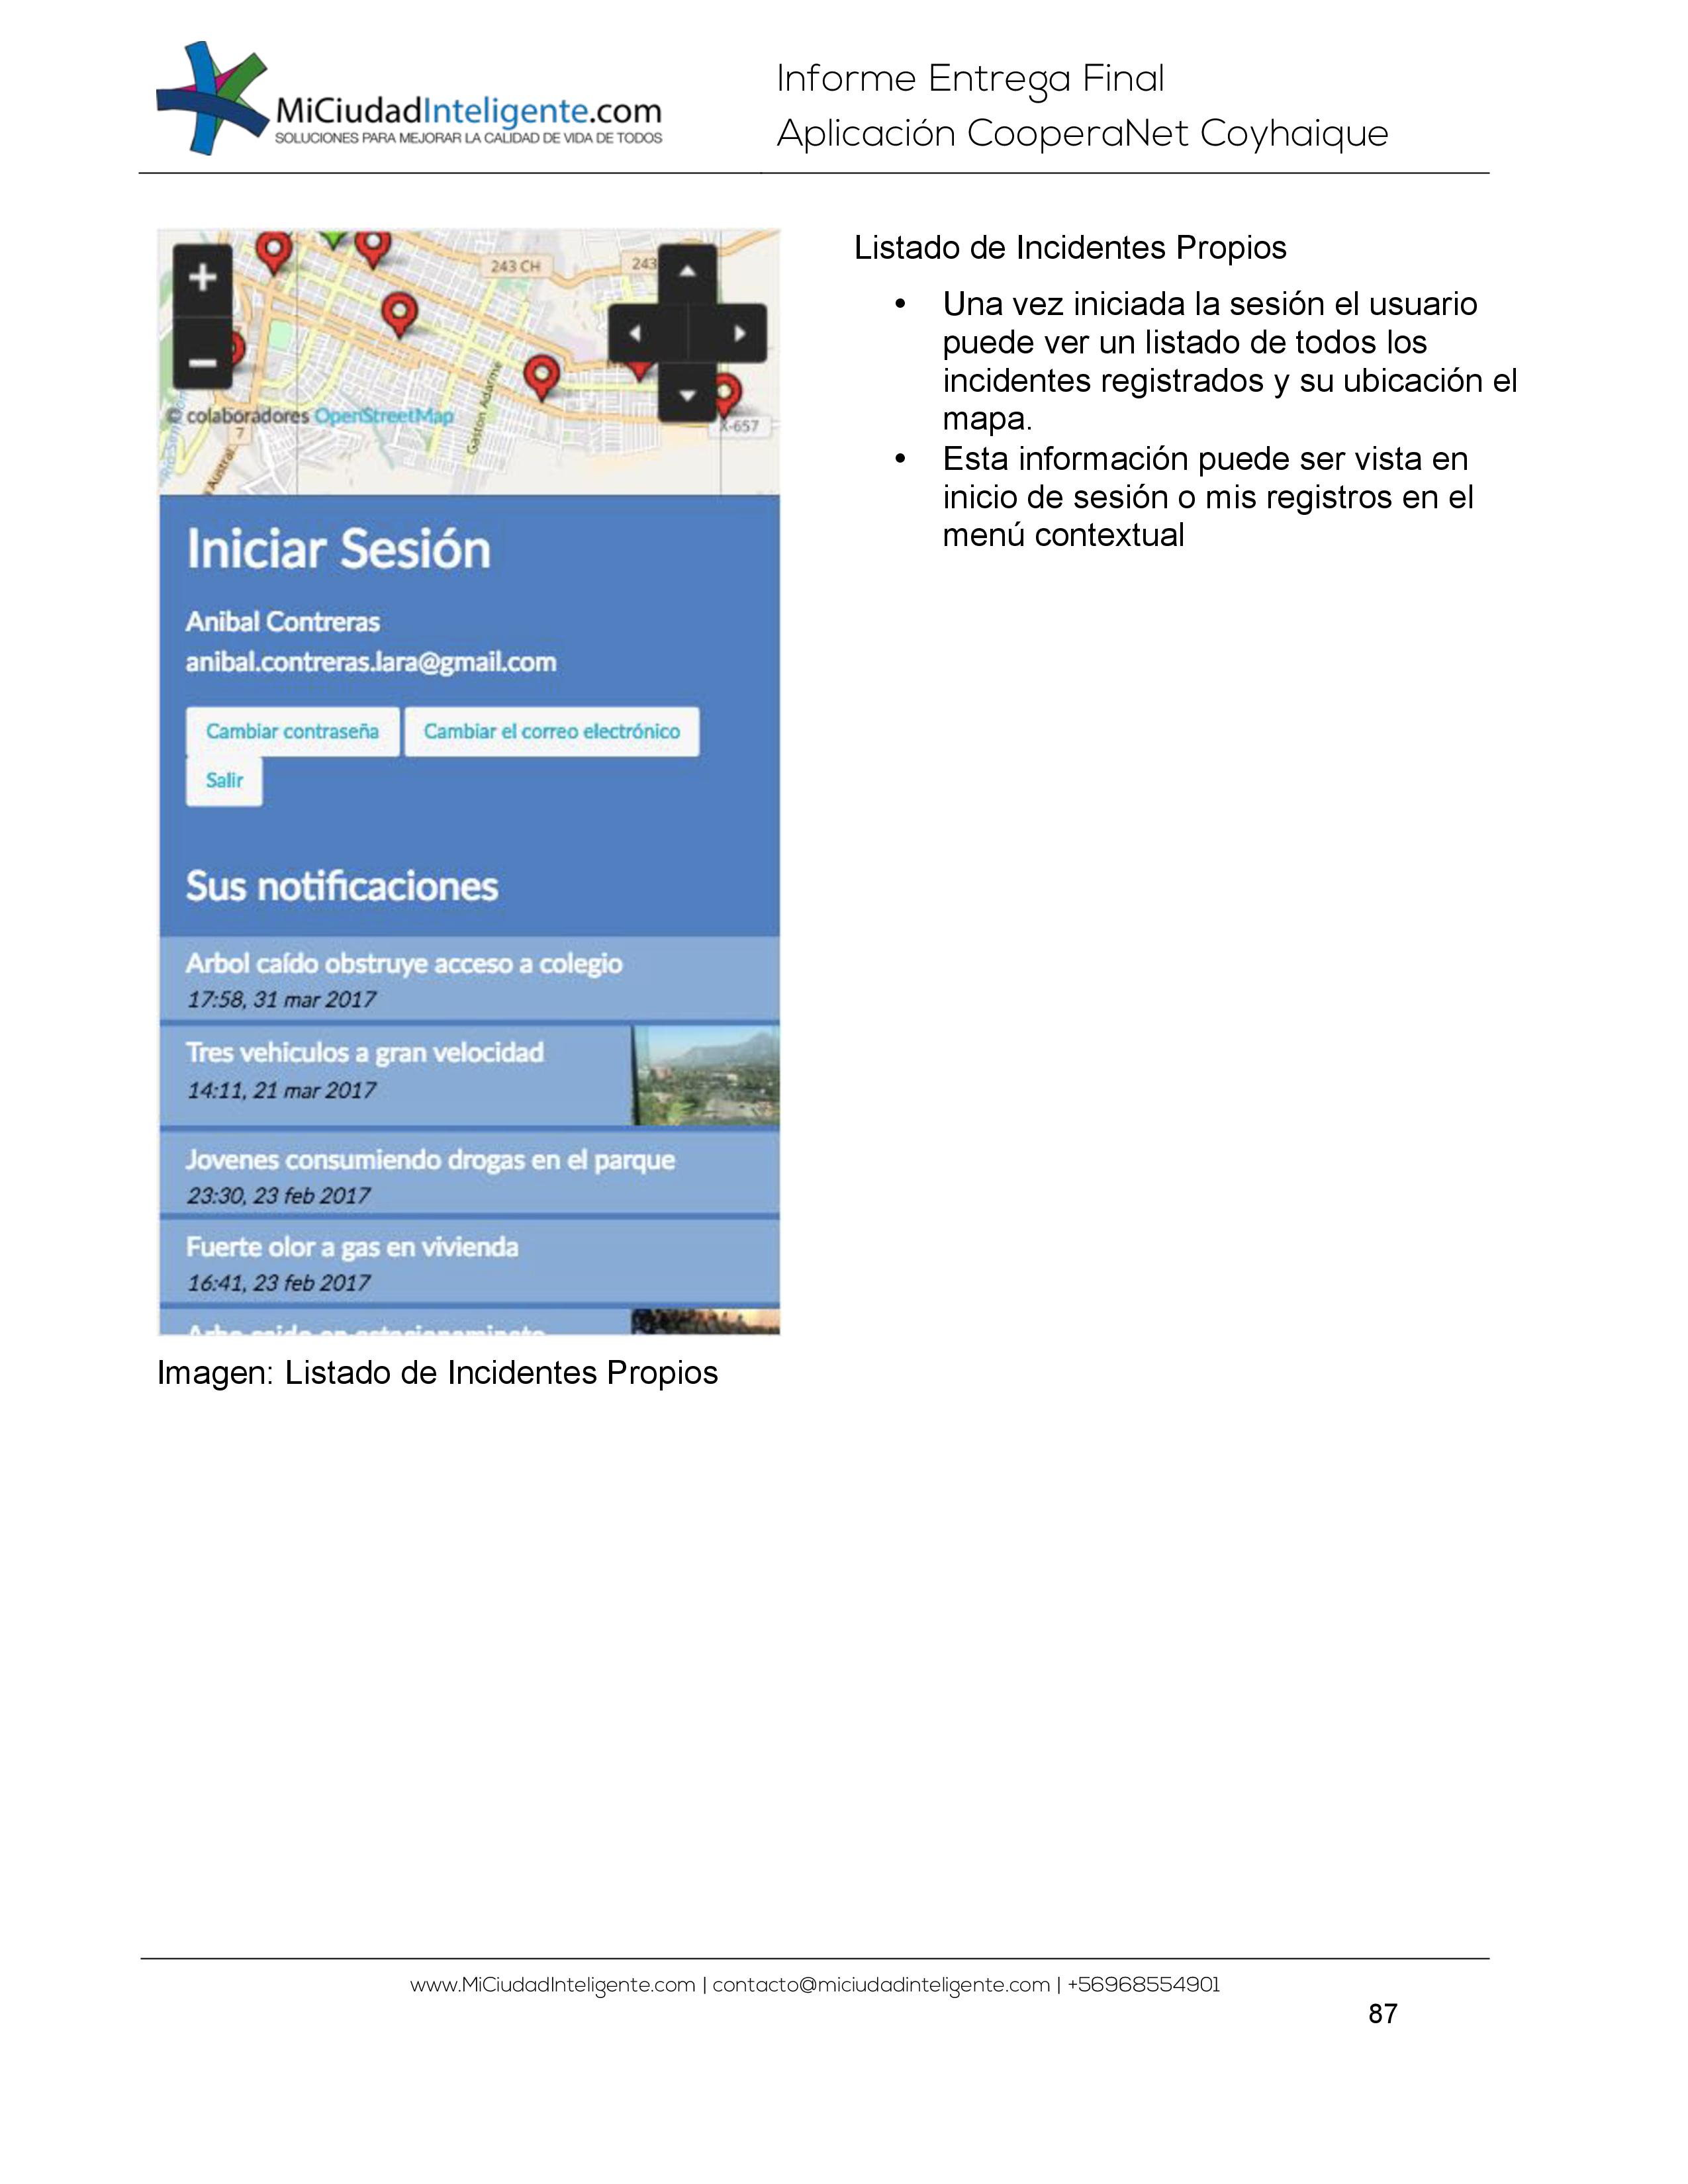 MiCiudadInteligente.com
SOLUCIONES PARA MEJORAR LA CALIDAD DE VIDA DE TODOS
Informe Entrega Final
Aplicación CooperaNet Coyhaique
243 CH
243
© colaboradores OpenStreetMap
7
Austral
Gaston Adarme
X-657
Iniciar Sesión
Anibal Contreras
anibal.contreras.lara@gmail.com
Cambiar contraseña
Cambiar el correo electrónico
Salir
Sus notificaciones
Arbol caído obstruye acceso a colegio
17:58, 31 mar 2017
Tres vehiculos a gran velocidad
14:11, 21 mar 2017
Jovenes consumiendo drogas en el parque
23:30, 23 feb 2017
Fuerte olor a gas en vivienda
16:41, 23 feb 2017
Imagen: Listado de Incidentes Propios
Listado de Incidentes Propios
• Una vez iniciada la sesión el usuario
puede ver un listado de todos los
incidentes registrados y su ubicación el
mapa.
• Esta información puede ser vista en
inicio de sesión o mis registros en el
menú contextual
www.MiCiudadInteligente.com | contacto@miciudadinteligente.com | +56968554901
87